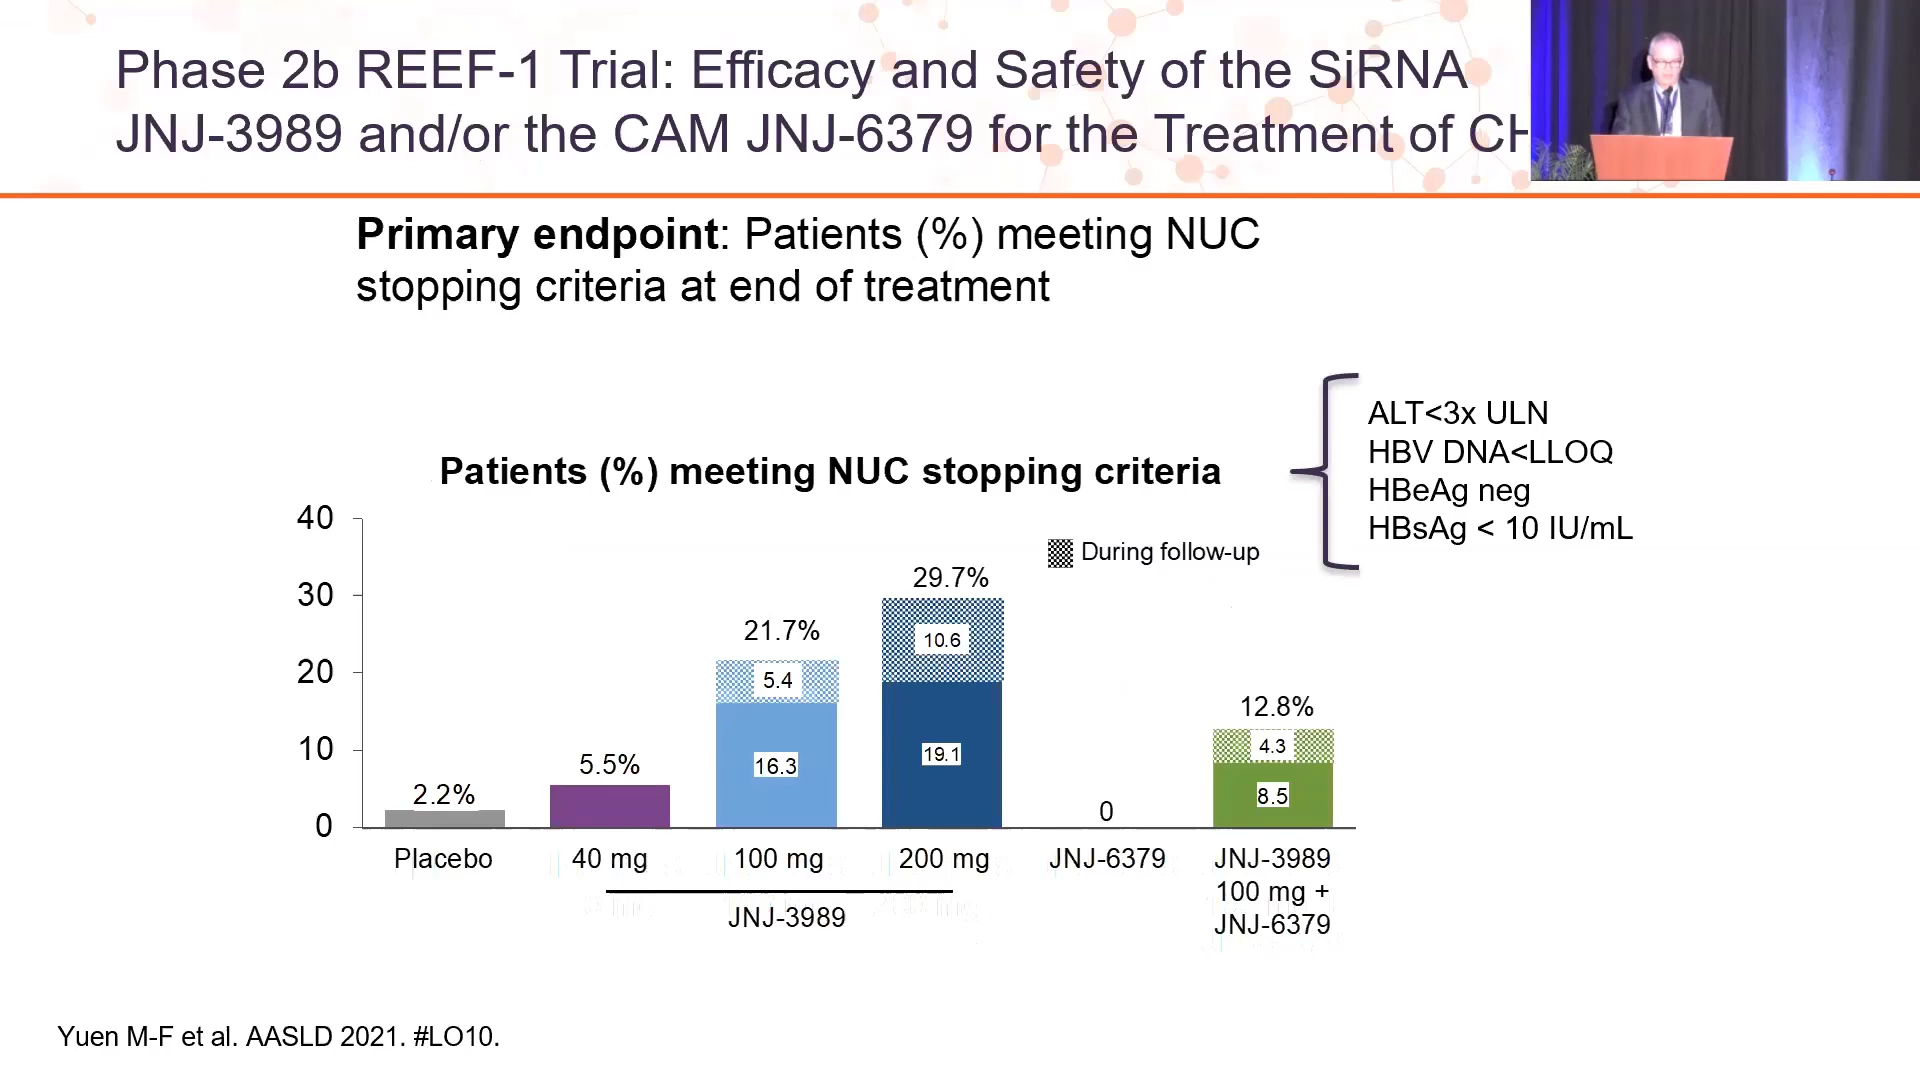 Phase 2b REEF-1 Trial: Efficacy and Safety of the SiRNA
JNJ-3989 and/or the CAM JNJ-6379 for the Treatment of CH
Primary endpoint: Patients (%) meeting NUC
stopping criteria at end of treatment
ALT<3x ULN
HBV DNA<LLOQ
HBeAg neg
HBsAg < 10 IU/mL
Patients (%) meeting NUC stopping criteria
During follow-up
40
30
20
10
0
2.2%
5.5%
21.7%
5.4
16.3
29.7%
10.6
19.1
0
12.8%
4.3
8.5
Placebo
40 mg
100 mg
200 mg
JNJ-3989
JNJ-6379
JNJ-3989
100 mg +
JNJ-6379
Yuen M-F et al. AASLD 2021. #LO10.